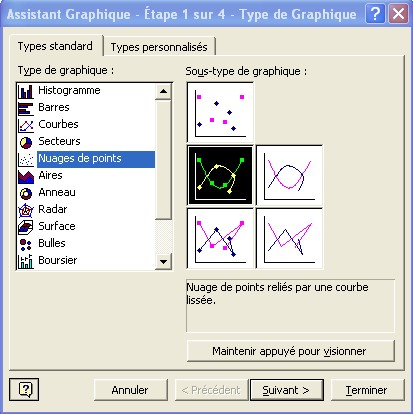 Assistant Graphique - Étape 1 sur 4 - Type de Graphique
Types standard
Types personnalisés
Type de graphique :
Histogramme
Barres
Courbes
Secteurs
Nuages de points
Aires
Anneau
Radar
Surface
Bulles
Boursier
Sous-type de graphique :
Nuage de points reliés par une courbe
lissée.
Maintenir appuyé pour visionner
Annuler
< Précédent
Suivant >
Terminer